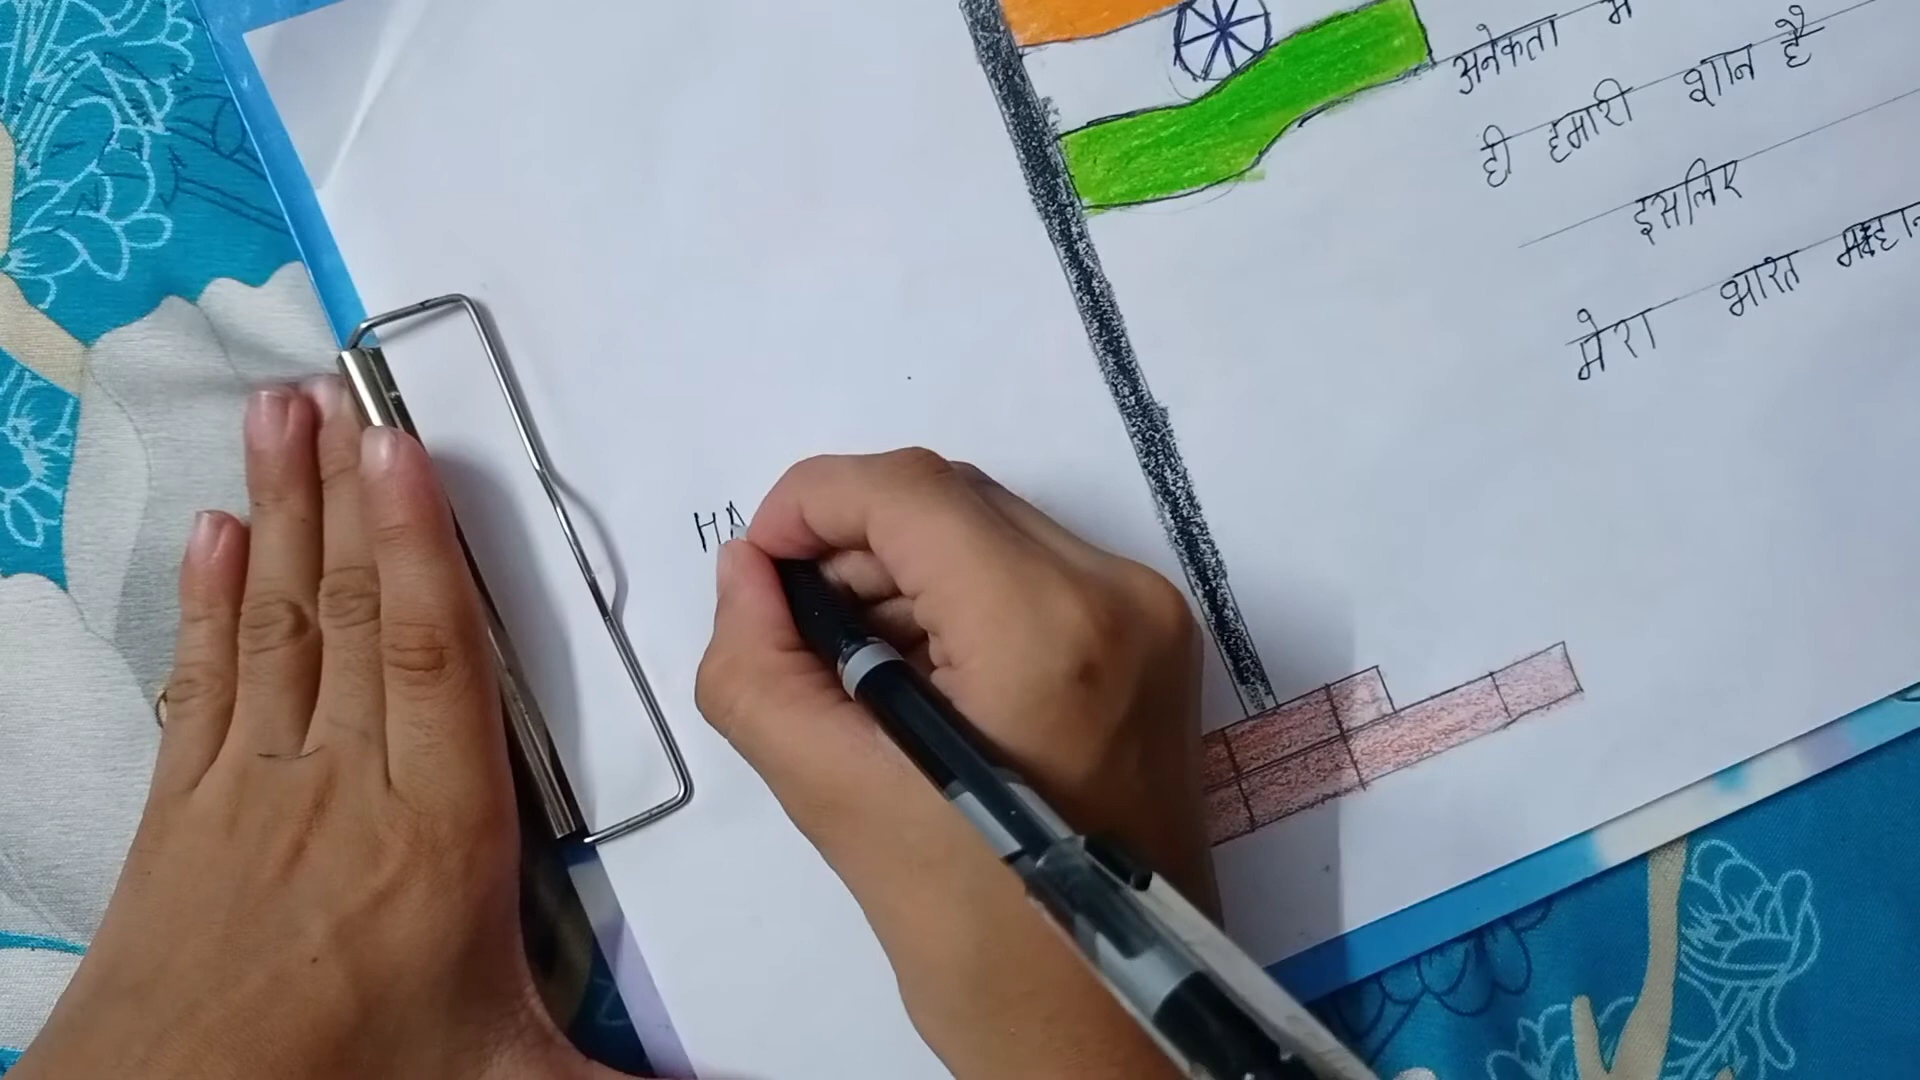 अनेकता में
ही हमारी शान है
इसलिए
मेरा भारत महान
HA